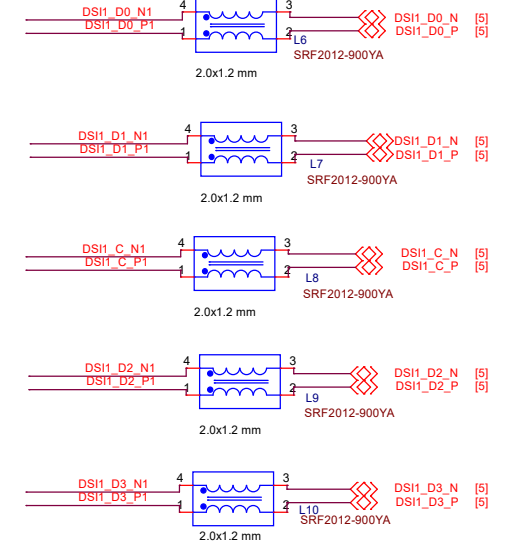 DSI1_D0_N1 4 3 DSI1_D0_N [5]
DSI1_D0_P1 1 2 DSI1_D0_P [5]
L6
SRF2012-900YA
2.0x1.2 mm
DSI1_D1_N1 4 3 DSI1_D1_N [5]
DSI1_D1_P1 1 2 DSI1_D1_P [5]
L7
SRF2012-900YA
2.0x1.2 mm
DSI1_C_N1 4 3 DSI1_C_N [5]
DSI1_C_P1 1 2 DSI1_C_P [5]
L8
SRF2012-900YA
2.0x1.2 mm
DSI1_D2_N1 4 3 DSI1_D2_N [5]
DSI1_D2_P1 1 2 DSI1_D2_P [5]
L9
SRF2012-900YA
2.0x1.2 mm
DSI1_D3_N1 4 3 DSI1_D3_N [5]
DSI1_D3_P1 1 2 DSI1_D3_P [5]
L10
SRF2012-900YA
2.0x1.2 mm